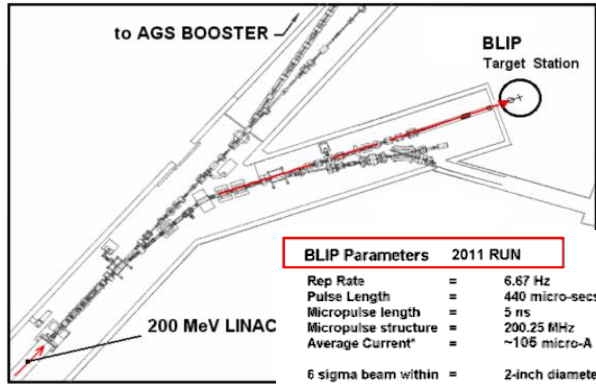 to AGS BOOSTER
BLIP
Target Station
200 MeV LINAC
BLIP Parameters 2011 RUN
Rep Rate = 6.67 Hz
Pulse Length = 440 micro-secs
Micropulse length = 5 ns
Micropulse structure = 200.25 MHz
Average Current* = ~105 micro-A
6 sigma beam within = 2-inch diamete